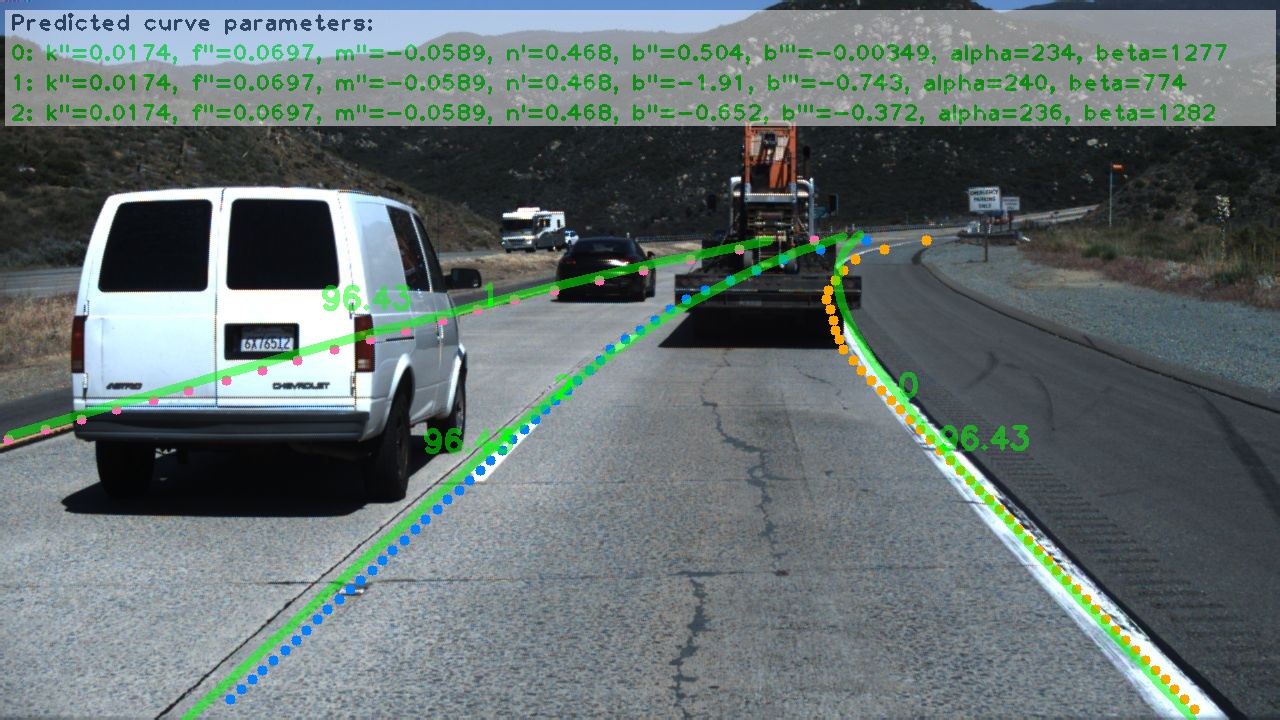 Predicted curve parameters:
0: k''=0.0174, f''=0.0697, m''=−0.0589, n'=0.468, b''=0.504, b'''=−0.00349, alpha=234, beta=1277
1: k''=0.0174, f''=0.0697, m''=−0.0589, n'=0.468, b''=−1.91, b'''=−0.743, alpha=240, beta=774
2: k''=0.0174, f''=0.0697, m''=−0.0589, n'=0.468, b''=−0.652, b'''=−0.372, alpha=236, beta=1282
EMERGENCY
PARKING
ONLY
96.43
1
6X76512
ASTRO
CHEVROLET
2
0
96.43